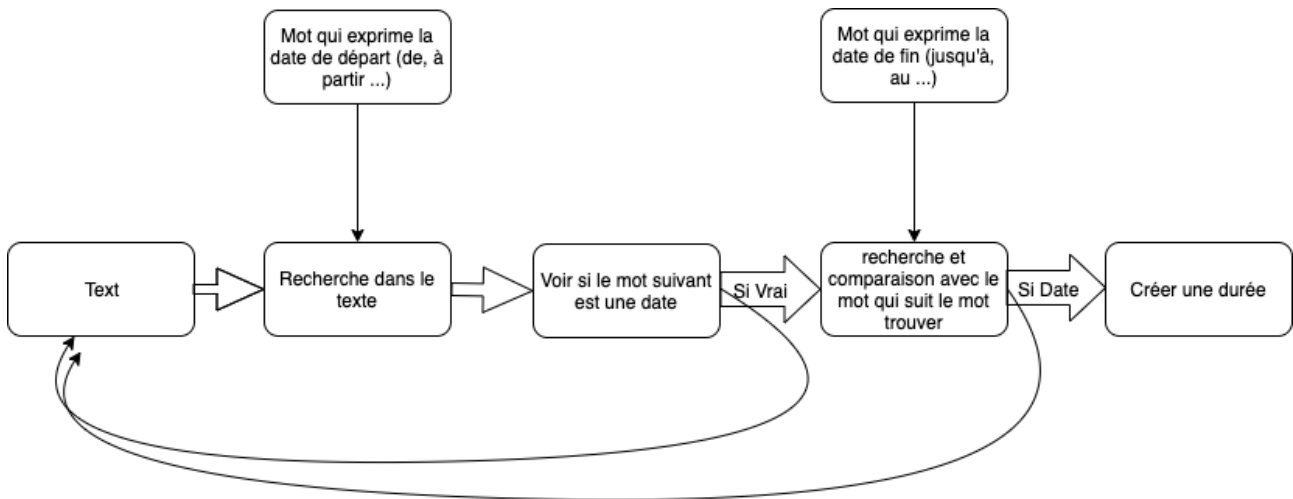 Mot qui exprime la
date de départ (de, à
partir ...)
Mot qui exprime la
date de fin (jusqu'à,
au ...)
Text
Recherche dans le
texte
Voir si le mot suivant
est une date
Si Vrai
recherche et
comparaison avec le
mot qui suit le mot
trouver
Si Date
Créer une durée